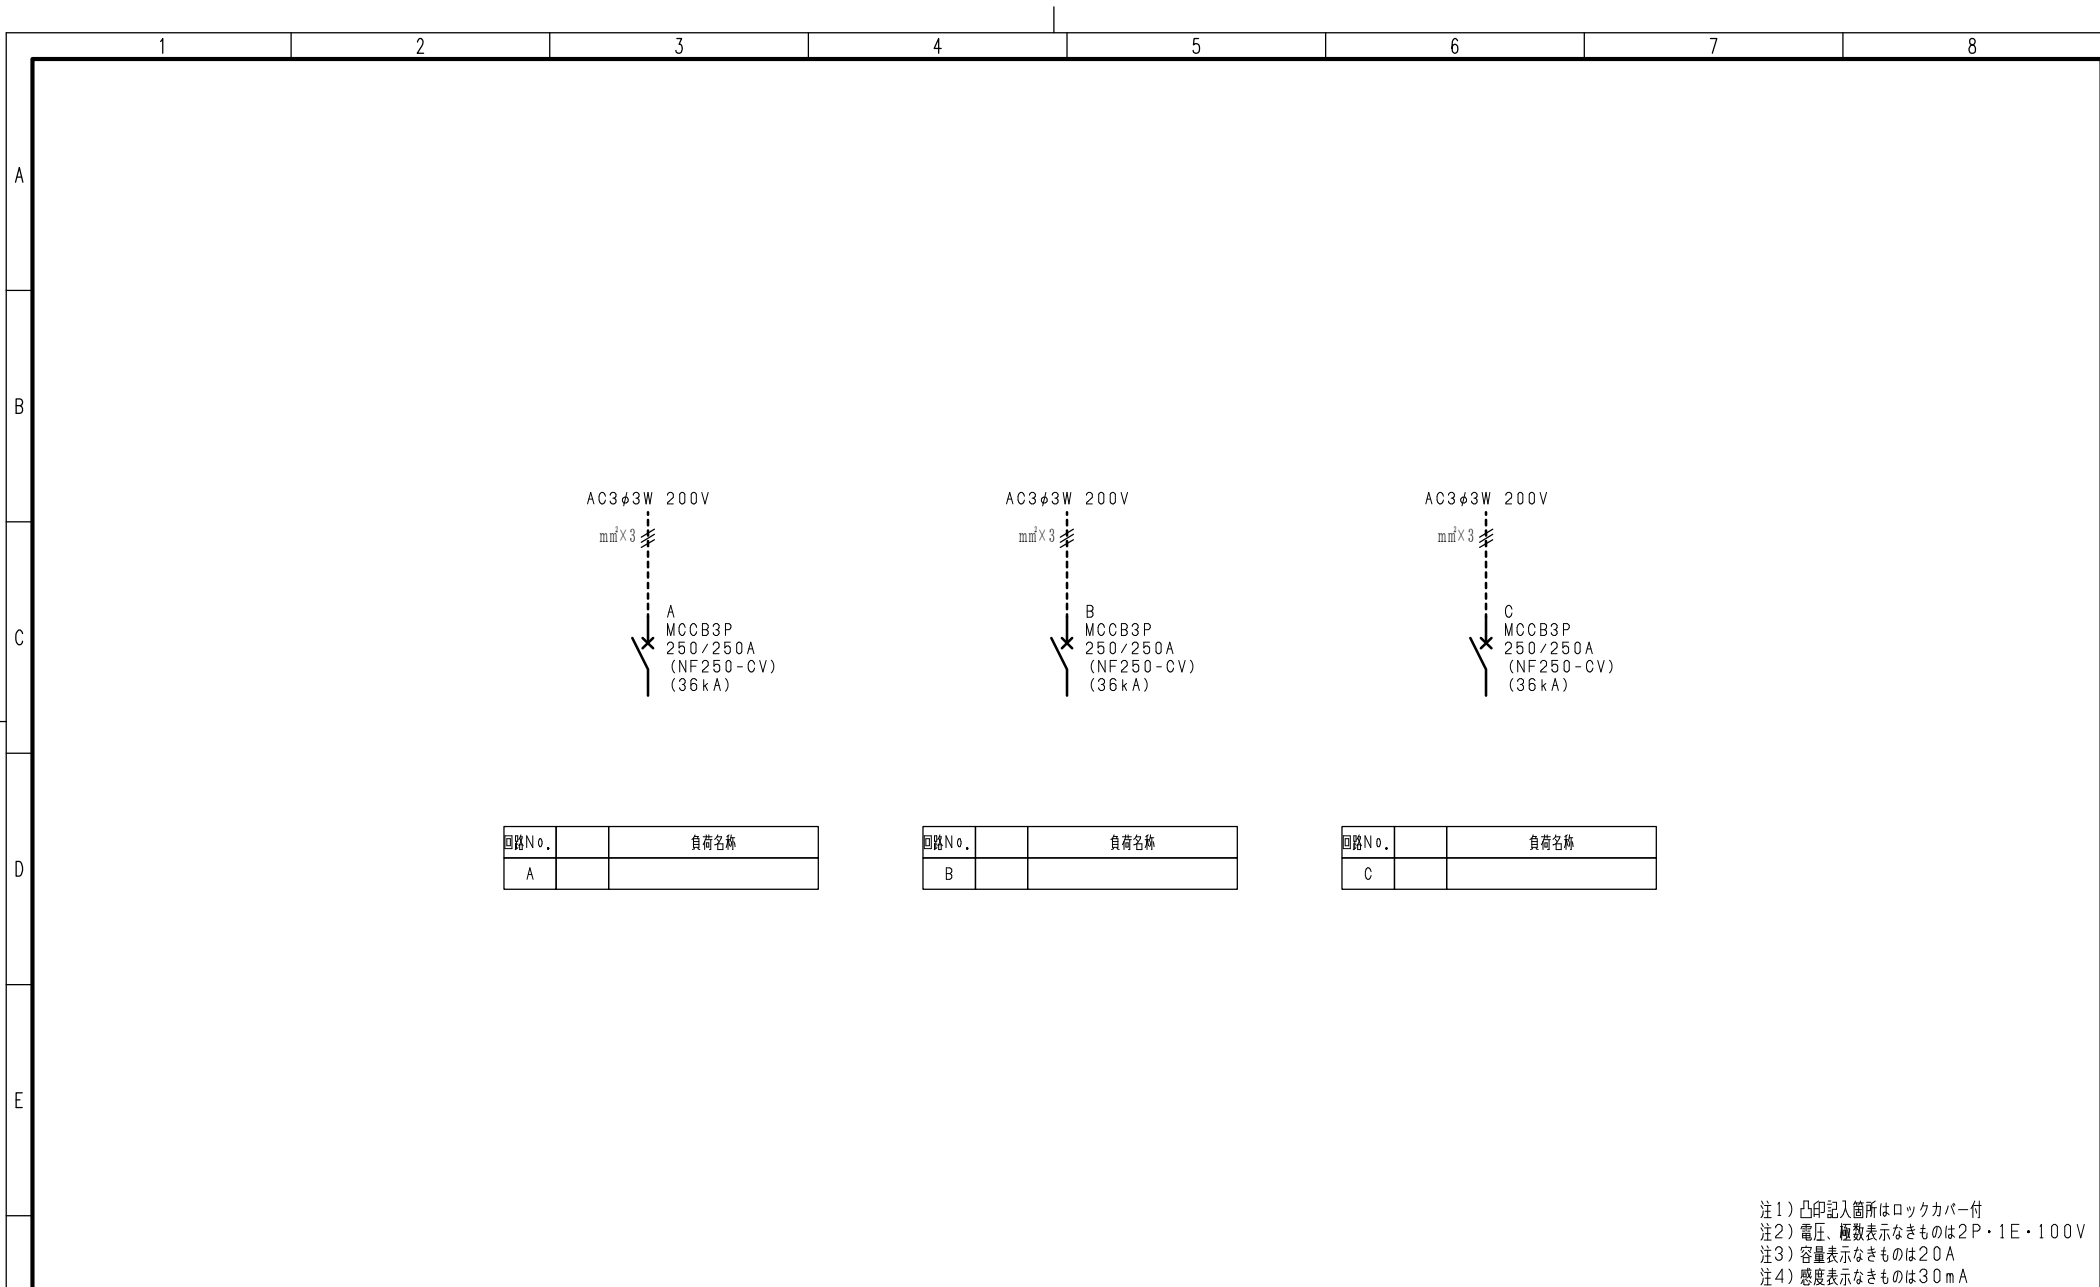 1 2 3 4 5 6 7 8
A
B
AC3φ3W 200V
AC3φ3W 200V
AC3φ3W 200V
mm²×3
mm²×3
mm²×3
C
A
MCCB3P
250/250A
(NF250-CV)
(36kA)
B
MCCB3P
250/250A
(NF250-CV)
(36kA)
C
MCCB3P
250/250A
(NF250-CV)
(36kA)
D
回路No. 負荷名称
A
回路No. 負荷名称
B
回路No. 負荷名称
C
E
注1)凸印記入箇所はロックカバー付
注2)電圧、極数表示なきものは2P・1E・100V
注3)容量表示なきものは20A
注4)感度表示なきものは30mA